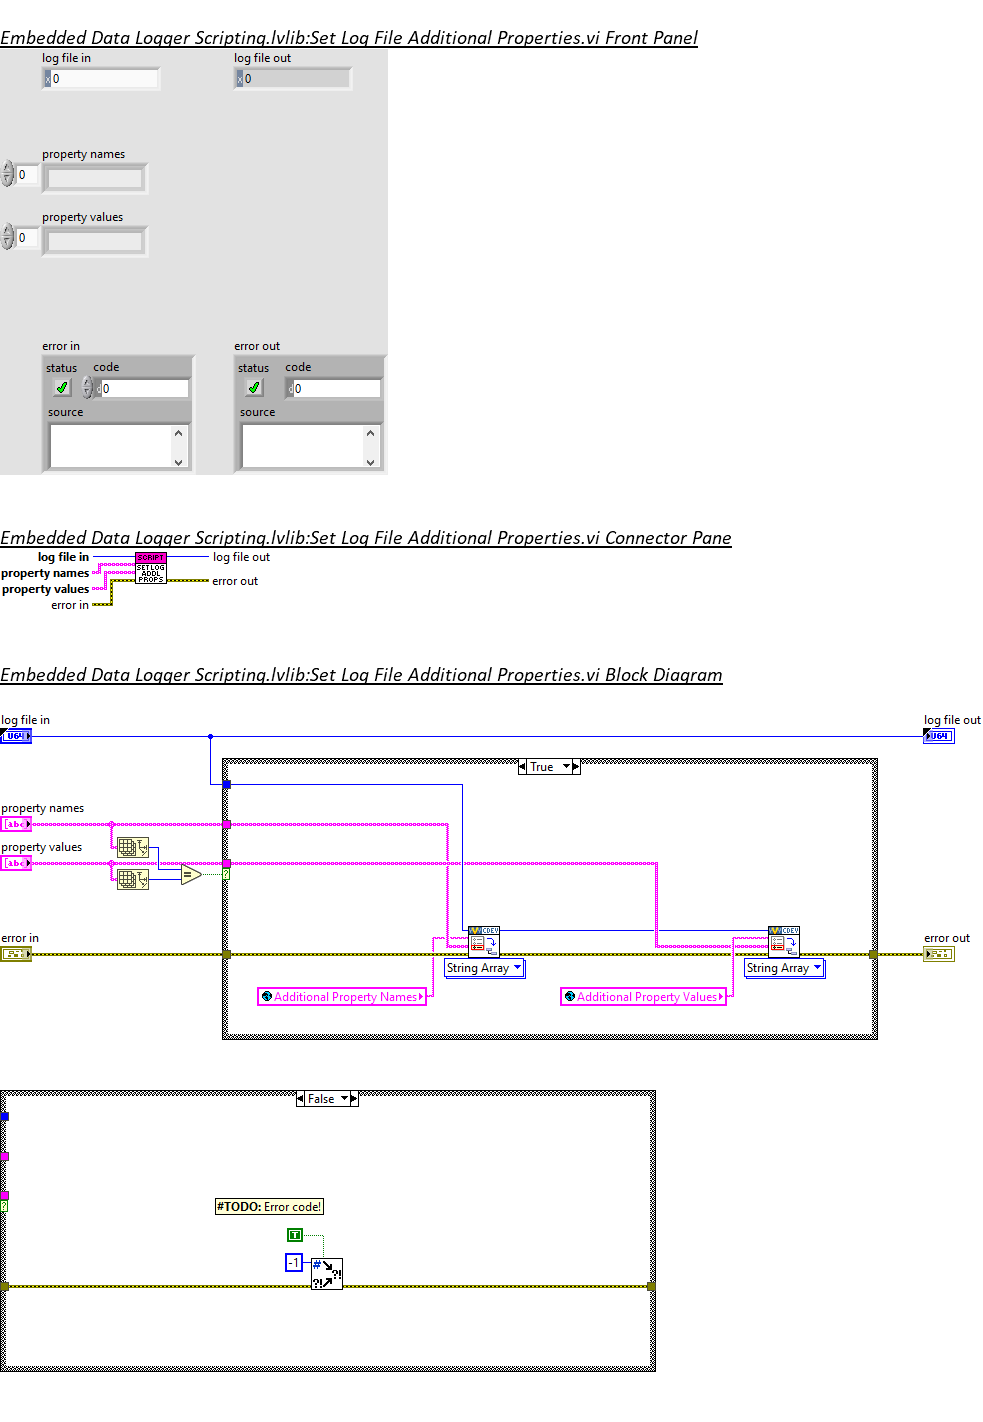 Embedded Data Logger Scripting.lvlib:Set Log File Additional Properties.vi Front Panel
log file in
log file out
x 0
x 0
property names
0
property values
0
error in
error out
status
code
status
code
d 0
d 0
source
source
Embedded Data Logger Scripting.lvlib:Set Log File Additional Properties.vi Connector Pane
log file in
SCRIPT
log file out
property names
SET LOG
ADDL
PROPS
error out
property values
error in
Embedded Data Logger Scripting.lvlib:Set Log File Additional Properties.vi Block Diagram
log file in
log file out
U64
U64
True
property names
[abc]
property values
[abc]
=
?
error in
CDEV
CDEV
error out
String Array
String Array
Additional Property Names
Additional Property Values
False
?
#TODO: Error code!
T
-1
#
?!
?!